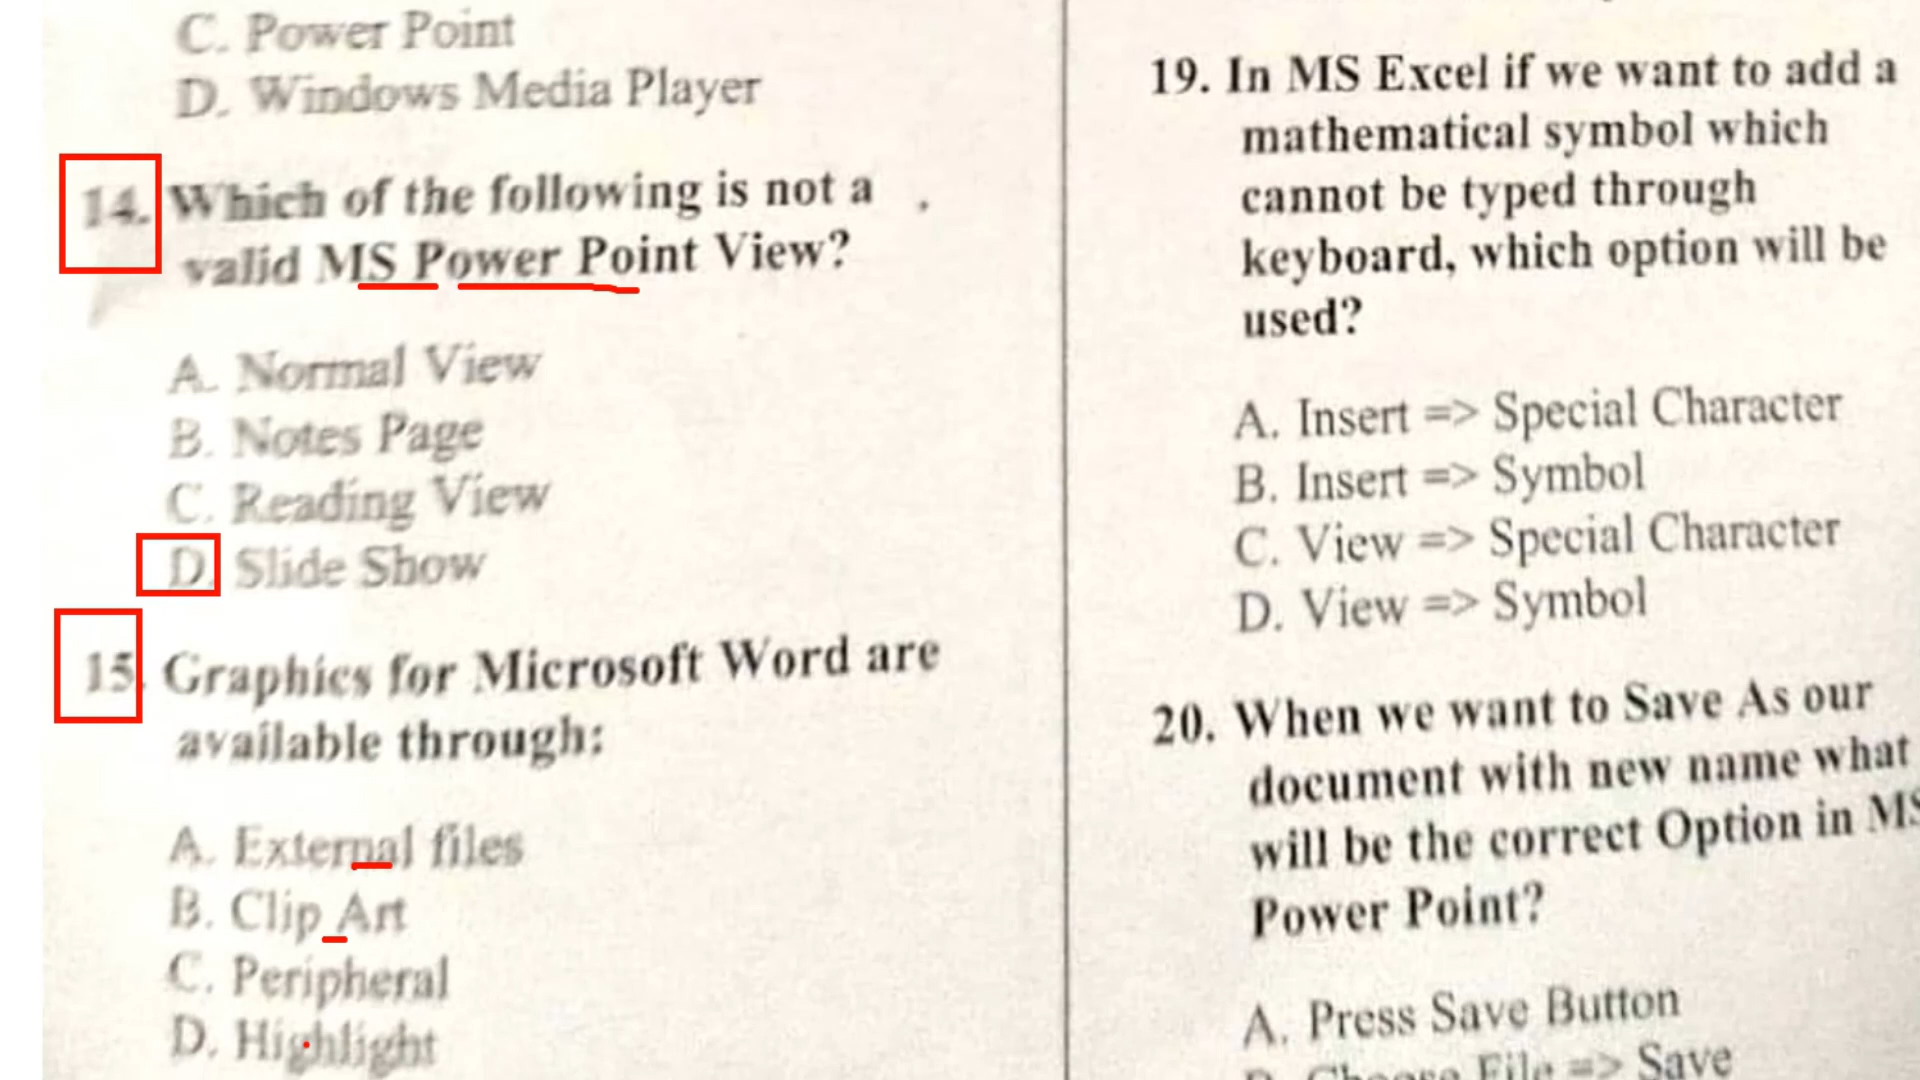 C. Power Point
D. Windows Media Player
14. Which of the following is not a
valid MS Power Point View?
A. Normal View
B. Notes Page
C. Reading View
D. Slide Show
15. Graphics for Microsoft Word are
available through:
A. External files
B. Clip Art
C. Peripheral
D. Highlight
19. In MS Excel if we want to add a
mathematical symbol which
cannot be typed through
keyboard, which option will be
used?
A. Insert => Special Character
B. Insert => Symbol
C. View => Special Character
D. View => Symbol
20. When we want to Save As our
document with new name what
will be the correct Option in MS
Power Point?
A. Press Save Button
Choose File => Save